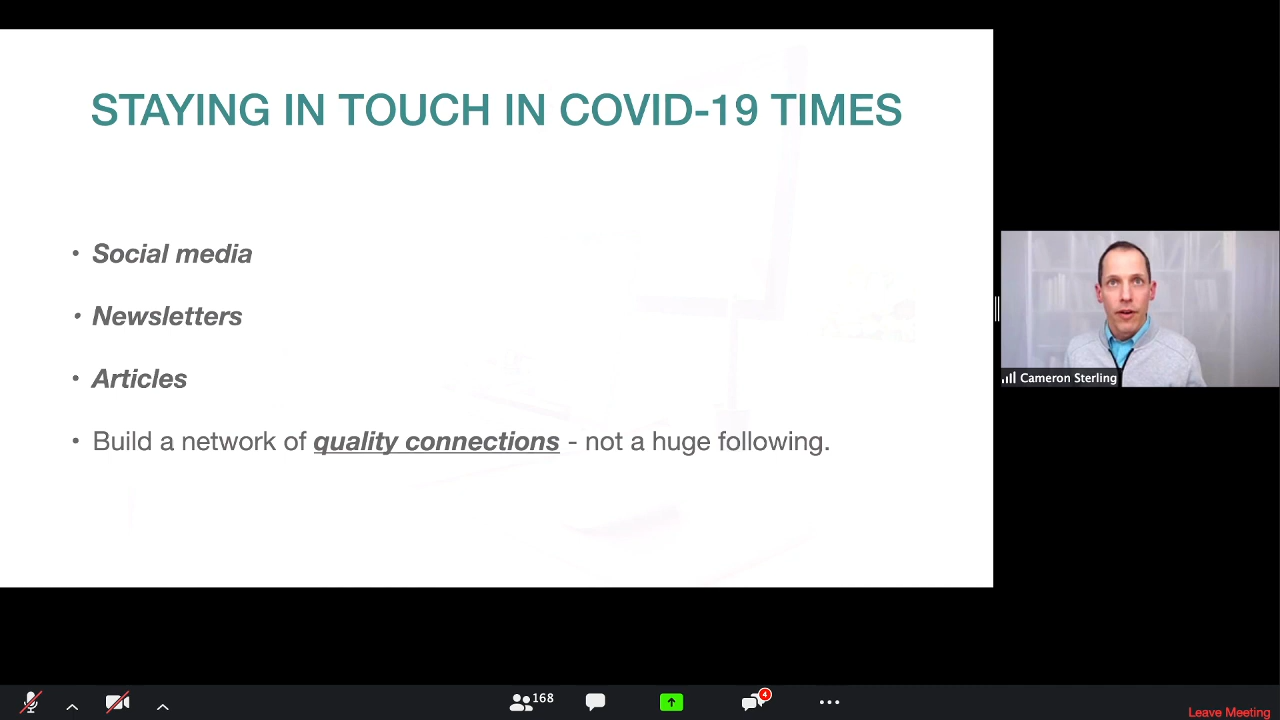 STAYING IN TOUCH IN COVID-19 TIMES
• Social media
• Newsletters
• Articles
• Build a network of quality connections - not a huge following.
Cameron Sterling
168
4
Leave Meeting